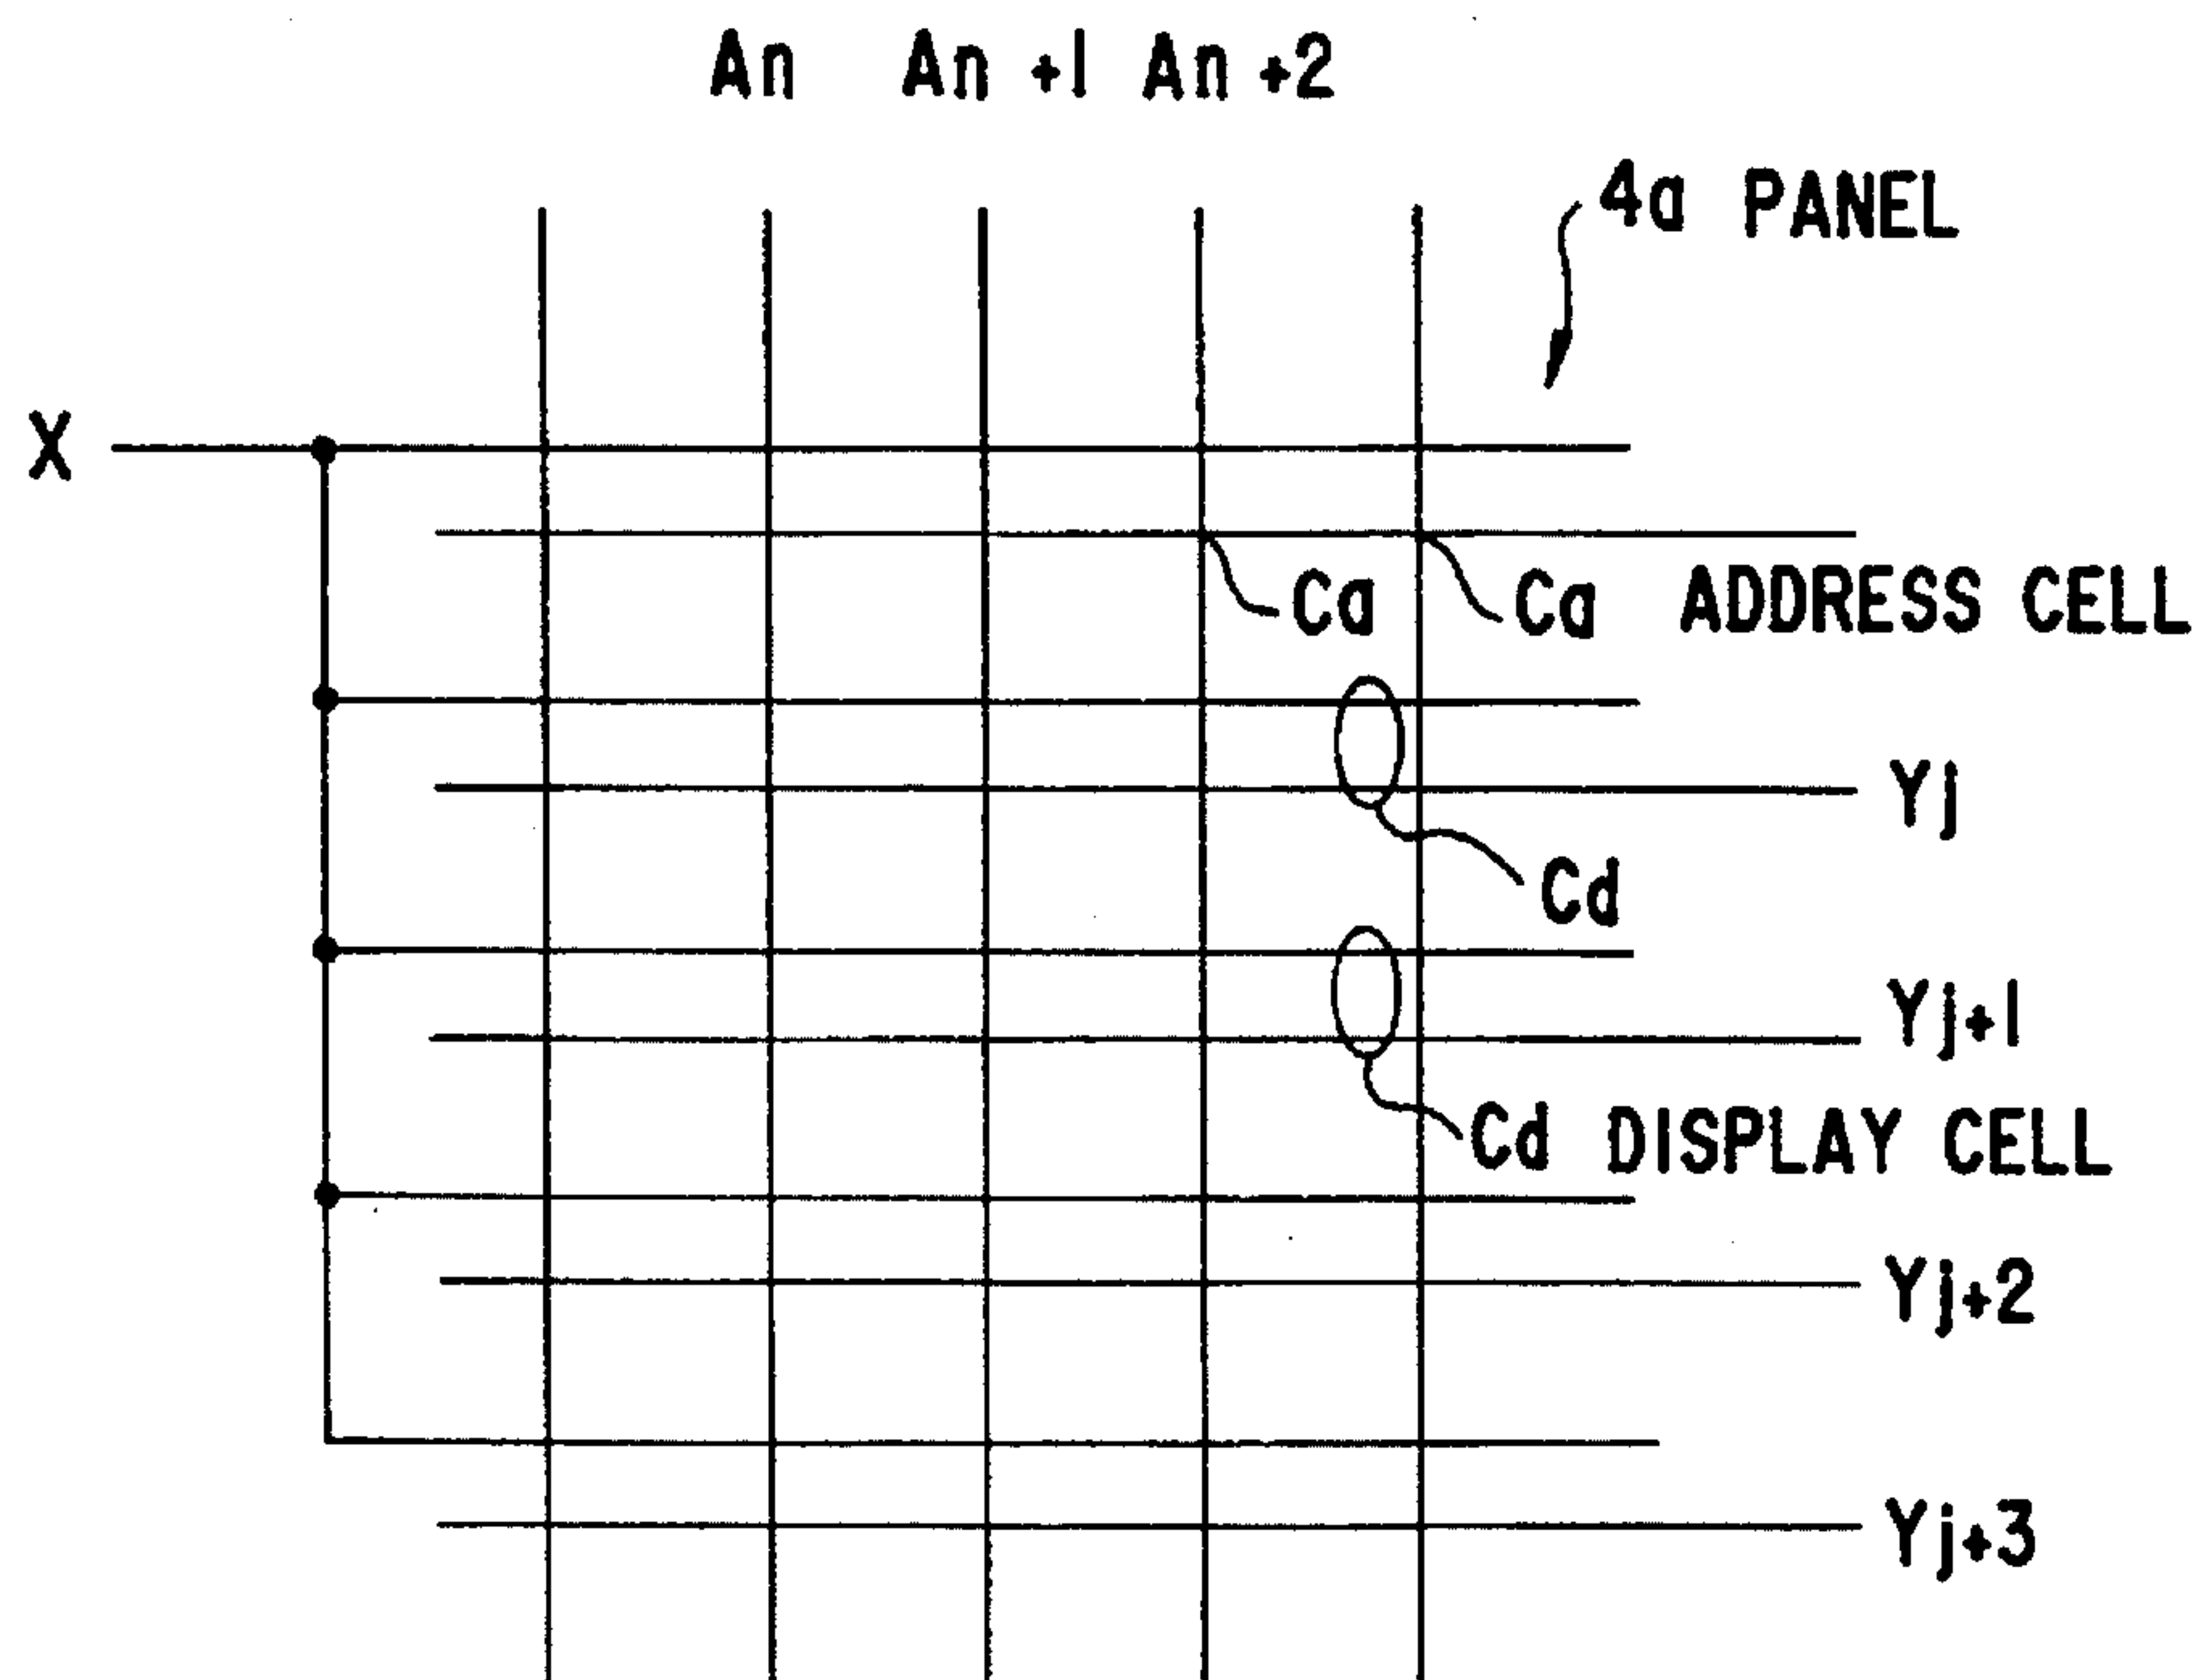 An An+1 An+2
4a PANEL
X
Ca Ca ADDRESS CELL
Yj
Cd
Yj+1
Cd DISPLAY CELL
Yj+2
Yj+3